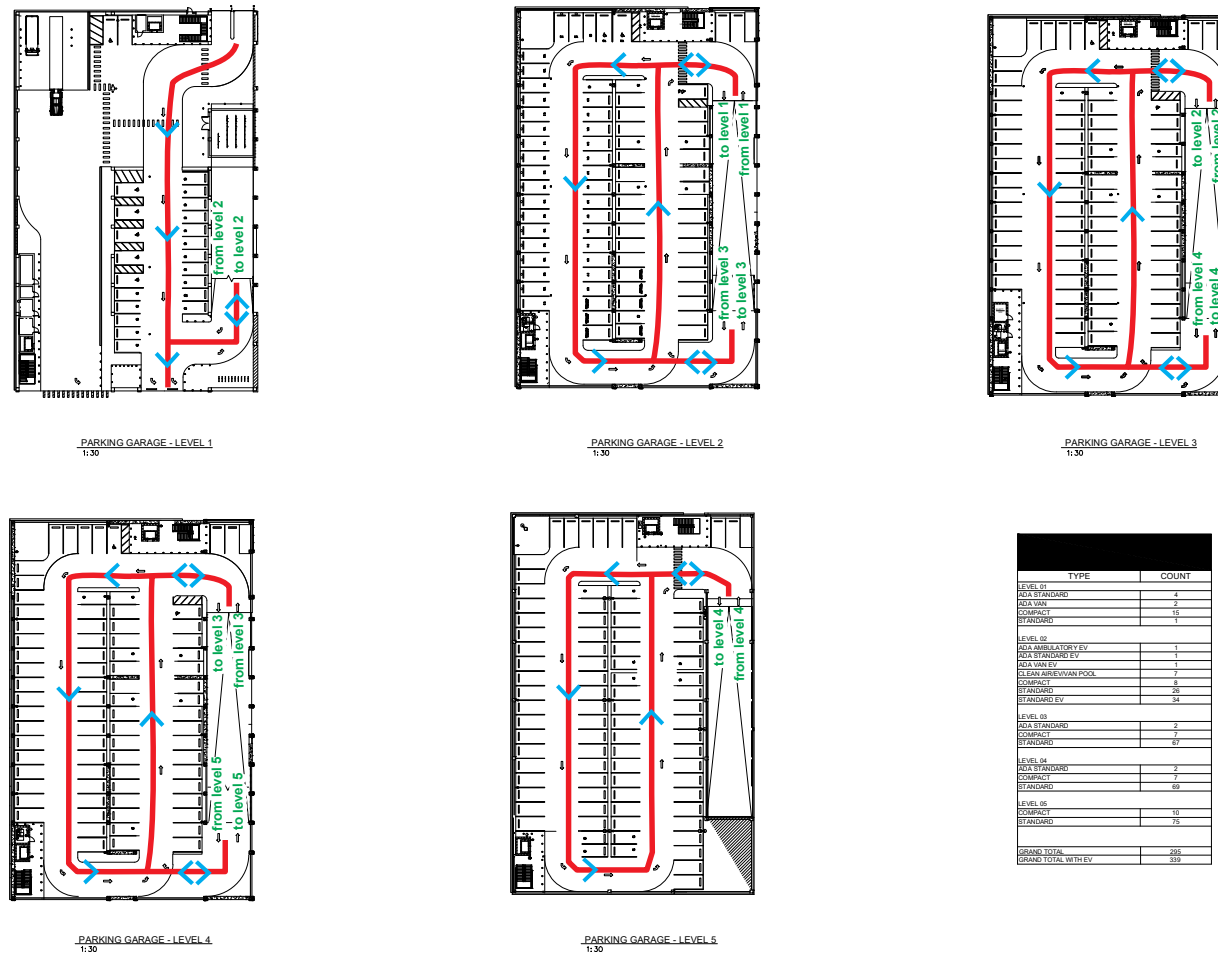 from level 2
to level 2
PARKING GARAGE - LEVEL 1
1:30
to level 1
from level 1
from level 3
to level 3
PARKING GARAGE - LEVEL 2
1:30
to level 2
from level 2
from level 4
to level 4
PARKING GARAGE - LEVEL 3
1:30
to level 3
from level 3
from level 5
to level 5
PARKING GARAGE - LEVEL 4
1:30
to level 4
from level 4
PARKING GARAGE - LEVEL 5
1:30
TYPE COUNT
LEVEL 01
ADA STANDARD 4
ADA VAN 2
COMPACT 15
STANDARD 1
LEVEL 02
ADA AMBULATORY EV 1
ADA STANDARD EV 1
ADA VAN EV 1
CLEAN AIR/EV/VAN POOL 7
COMPACT 8
STANDARD 26
STANDARD EV 34
LEVEL 03
ADA STANDARD 2
COMPACT 7
STANDARD 67
LEVEL 04
ADA STANDARD 2
COMPACT 7
STANDARD 69
LEVEL 05
COMPACT 10
STANDARD 75
GRAND TOTAL 295
GRAND TOTAL WITH EV 339